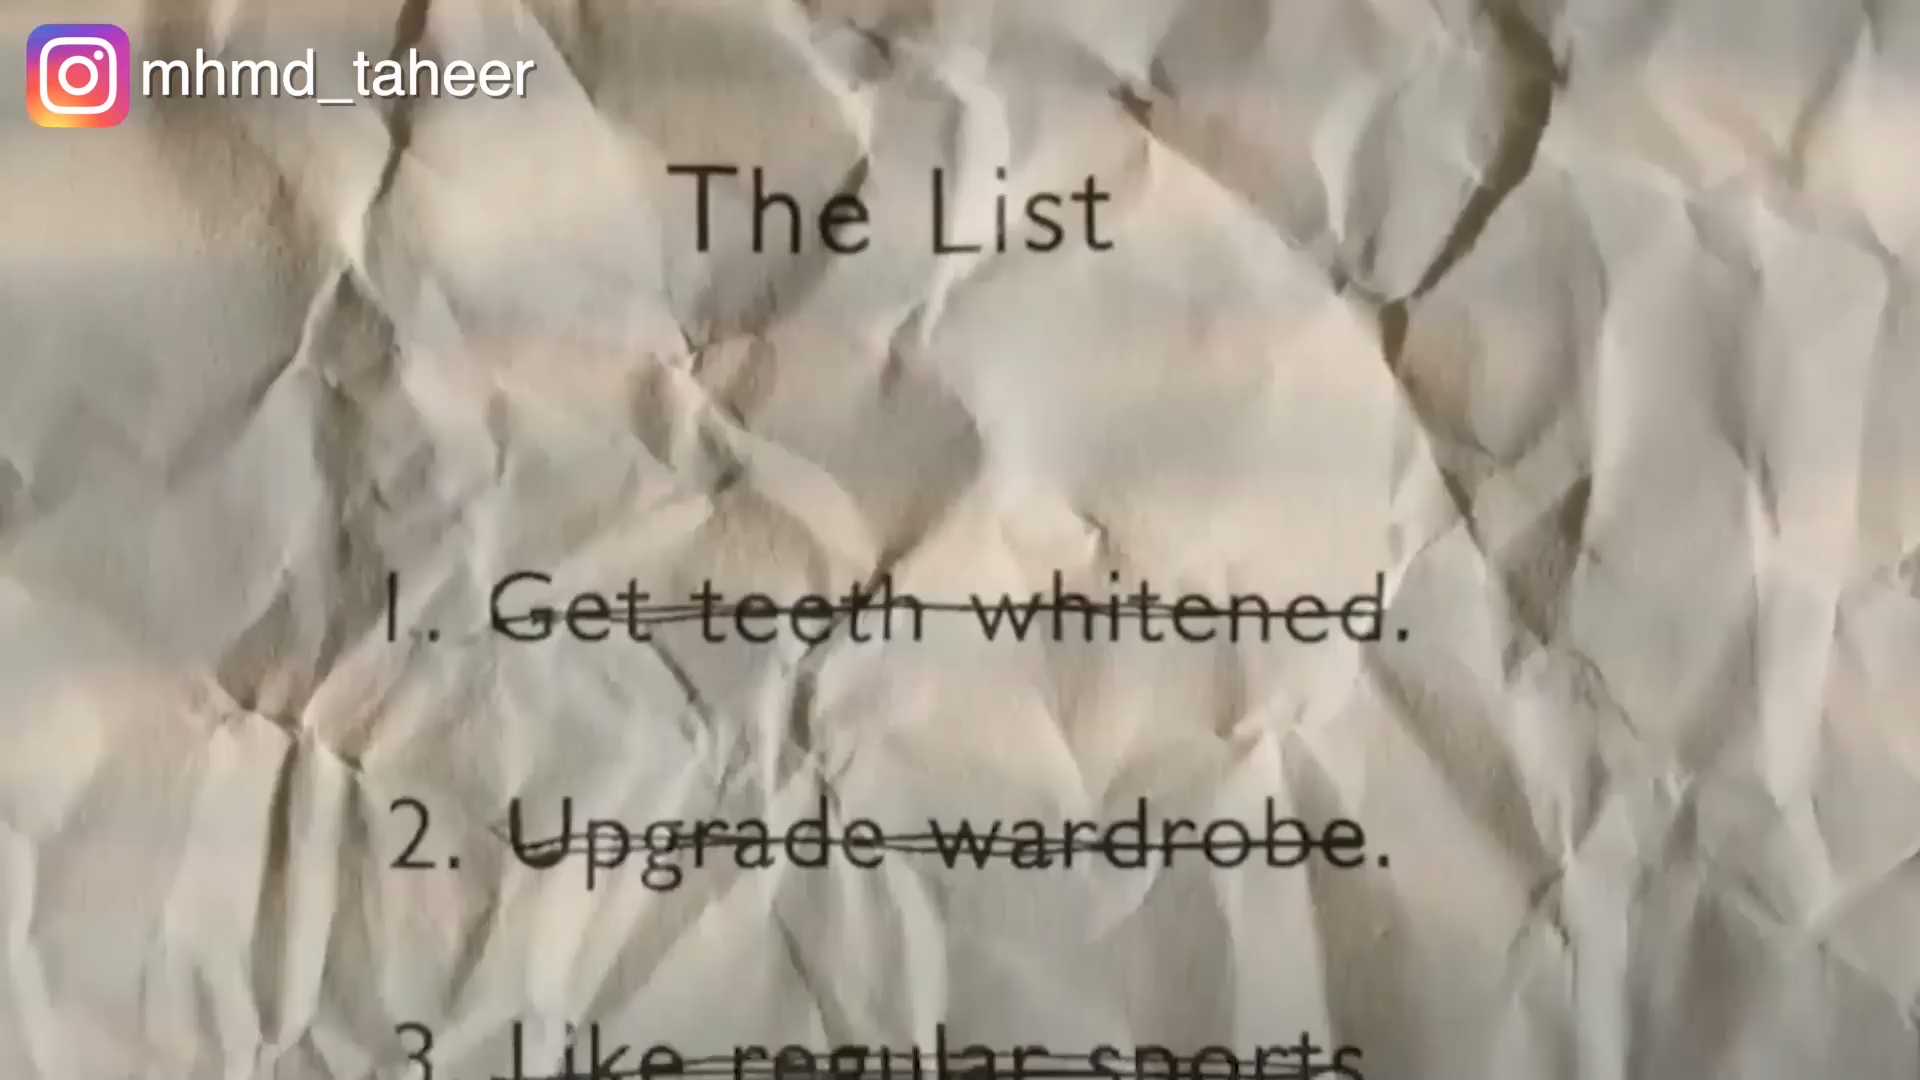 mhmd_taheer
The List
1. Get teeth whitened.
2. Upgrade wardrobe.
3. Like regular sports